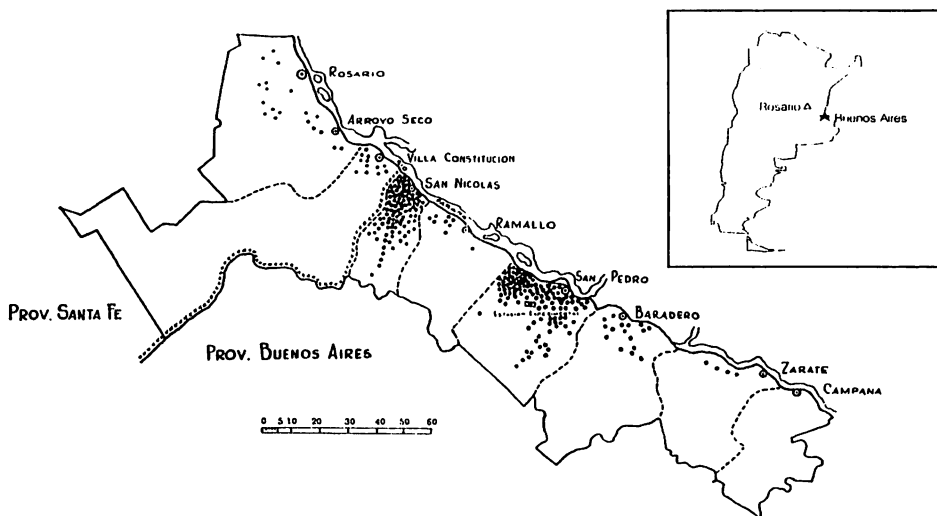 ROSARIO
ARROYO SECO
VILLA CONSTITUCION
SAN NICOLAS
RAMALLO
SAN PEDRO
BARADERO
ZARATE
CAMPANA
PROV. SANTA FE
PROV. BUENOS AIRES
0 5 10 20 30 40 50 60
Rosario
Buenos Aires